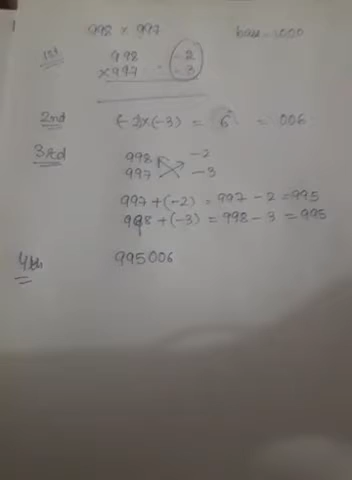 998 × 997 base = 1000
1st 998 - 2
×997 - 3
2nd (-2)×(-3) = 6 = 006
3rd 998 -2
997 -3
997 + (-2) = 997 - 2 = 995
998 + (-3) = 998 - 3 = 995
4th 995006